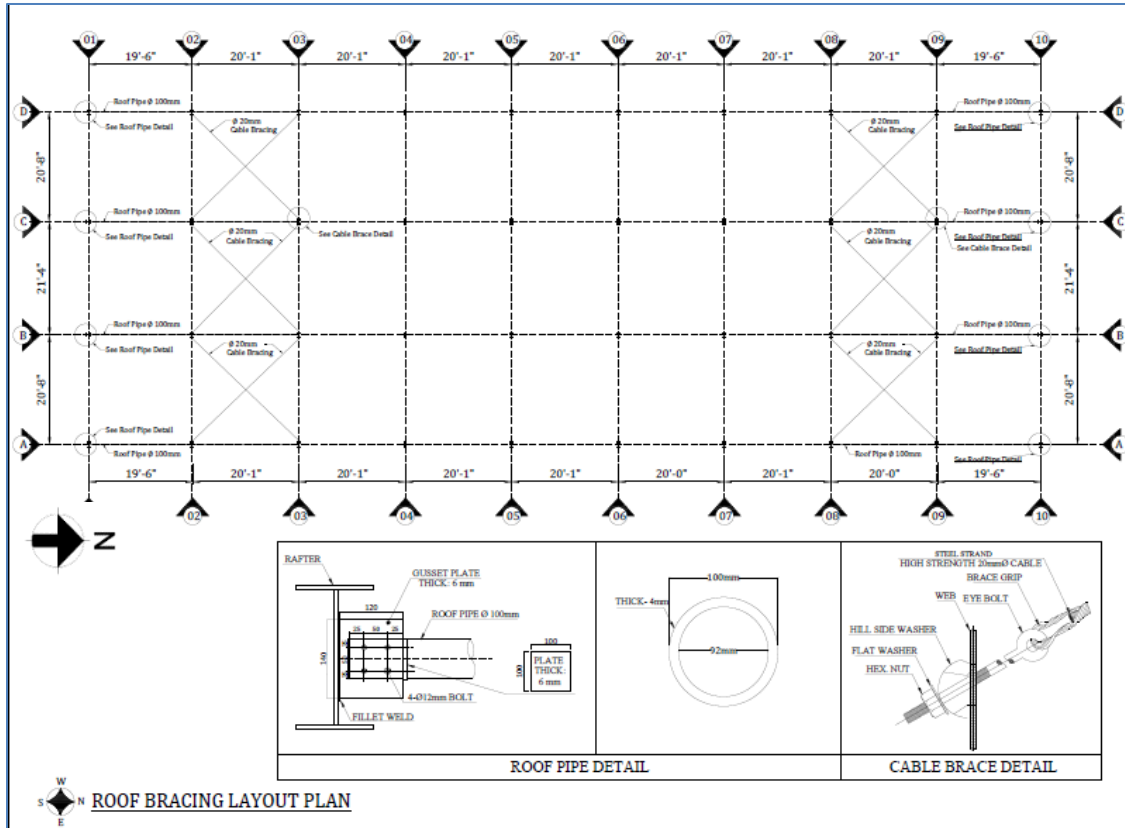 01 02 03 04 05 06 07 08 09 10
19'-6" 20'-1" 20'-1" 20'-1" 20'-1" 20'-1" 20'-1" 20'-1" 19'-6"
D Roof Pipe Ø 100mm Roof Pipe Ø 100mm D
See Roof Pipe Detail Ø 20mm Ø 20mm See Roof Pipe Detail
Cable Bracing Cable Bracing
20'-8" 20'-8"
C Roof Pipe Ø 100mm Roof Pipe Ø 100mm C
See Roof Pipe Detail Ø 20mm See Cable Brace Detail Ø 20mm See Roof Pipe Detail
Cable Bracing Cable Bracing See Cable Brace Detail
21'-4" 21'-4"
B Roof Pipe Ø 100mm Roof Pipe Ø 100mm B
See Roof Pipe Detail Ø 20mm Ø 20mm See Roof Pipe Detail
Cable Bracing Cable Bracing
20'-8" 20'-8"
See Roof Pipe Detail
A Roof Pipe Ø 100mm Roof Pipe Ø 100mm A
See Roof Pipe Detail
19'-6" 20'-1" 20'-1" 20'-1" 20'-1" 20'-0" 20'-1" 20'-0" 19'-6"
02 03 04 05 06 07 08 09 10
N
RAFTER
GUSSET PLATE
THICK: 6 mm
120
ROOF PIPE Ø 100mm
25 50 25
160
100
100
PLATE
THICK:
6 mm
4-Ø12mm BOLT
FILLET WELD
100mm
THICK- 4mm
92mm
ROOF PIPE DETAIL
STEEL STRAND
HIGH STRENGTH 20mmØ CABLE
BRACE GRIP
WEB EYE BOLT
HILL SIDE WASHER
FLAT WASHER
HEX. NUT
CABLE BRACE DETAIL
W
S N
E
ROOF BRACING LAYOUT PLAN